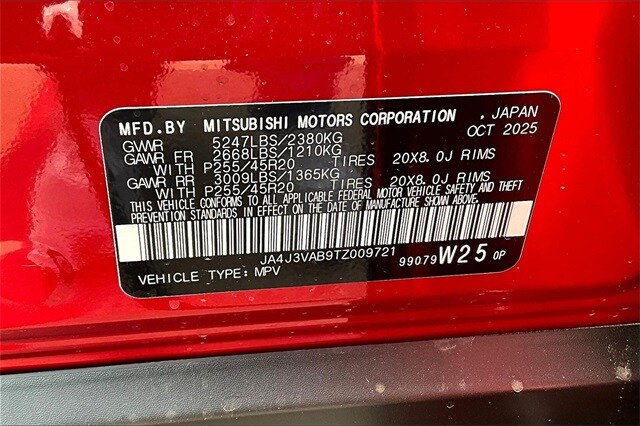 MFD.BY MITSUBISHI MOTORS CORPORATION , JAPAN
OCT 2025
GVWR 5247LBS/2380KG
GAWR FR 2668LBS/1210KG
WITH P255/45R20 TIRES 20X8.0J RIMS
GAWR RR 3009LBS/1365KG
WITH P255/45R20 TIRES 20X8.0J RIMS
THIS VEHICLE CONFORMS TO ALL APPLICABLE FEDERAL MOTOR VEHICLE SAFETY AND THEFT
PREVENTION STANDARDS IN EFFECT ON THE DATE OF MANUFACTURE SHOWN ABOVE.
JA4J3VAB9TZ009721
VEHICLE TYPE: MPV 99079 W25 0P